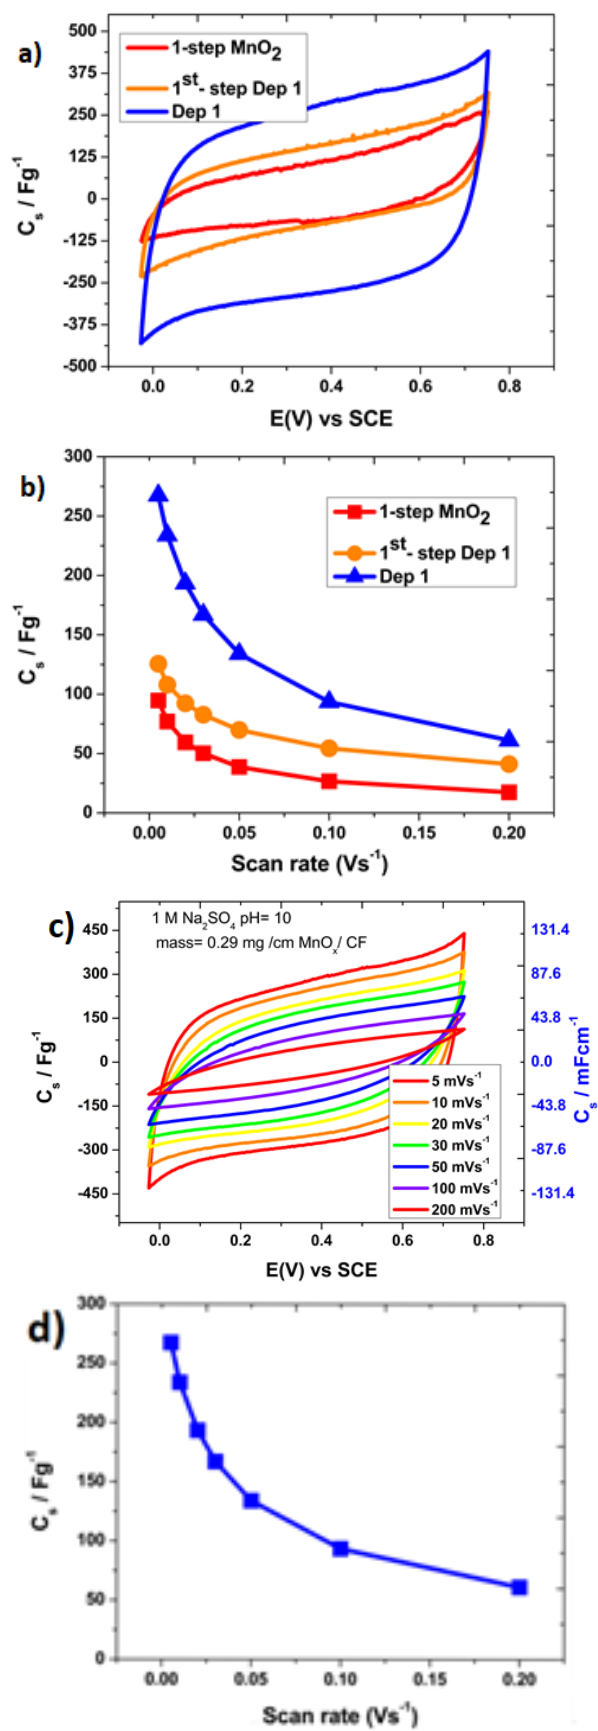 a)
500
375
250
125
0
-125
-250
-375
-500
Cₛ / Fg⁻¹
1-step MnO₂
1ˢᵗ- step Dep 1
Dep 1
0.0 0.2 0.4 0.6 0.8
E(V) vs SCE
b)
300
250
200
150
100
50
0
Cₛ / Fg⁻¹
1-step MnO₂
1ˢᵗ- step Dep 1
Dep 1
0.00 0.05 0.10 0.15 0.20
Scan rate (Vs⁻¹)
c)
1 M Na₂SO₄ pH= 10
mass= 0.29 mg /cm MnOₓ/ CF
450
300
150
0
-150
-300
-450
Cₛ / Fg⁻¹
131.4
87.6
43.8
0.0
-43.8
-87.6
-131.4
Cₛ / mFcm⁻¹
5 mVs⁻¹
10 mVs⁻¹
20 mVs⁻¹
30 mVs⁻¹
50 mVs⁻¹
100 mVs⁻¹
200 mVs⁻¹
0.0 0.2 0.4 0.6 0.8
E(V) vs SCE
d)
300
250
200
150
100
50
0
Cₛ / Fg⁻¹
0.00 0.05 0.10 0.15 0.20
Scan rate (Vs⁻¹)